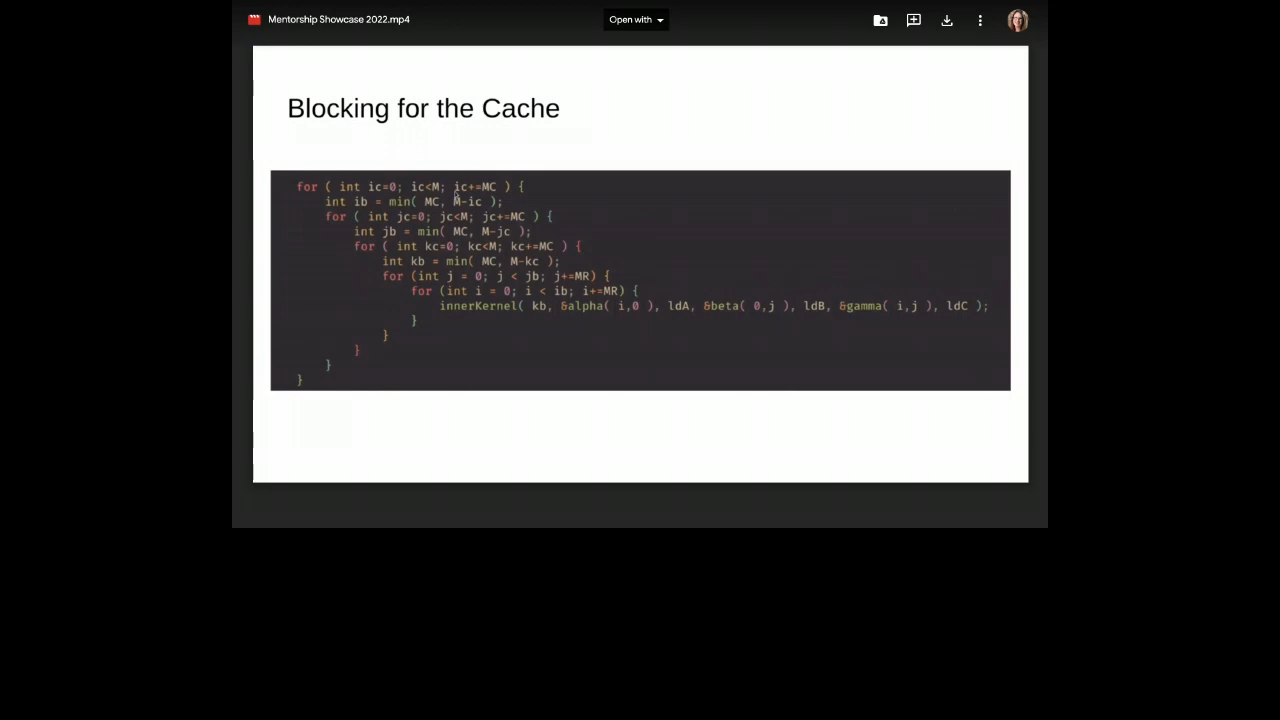 Mentorship Showcase 2022.mp4
Open with
Blocking for the Cache
for ( int ic=0; ic<M; ic+=MC ) {
int ib = min( MC, M-ic );
for ( int jc=0; jc<M; jc+=MC ) {
int jb = min( MC, M-jc );
for ( int kc=0; kc<M; kc+=MC ) {
int kb = min( MC, M-kc );
for (int j = 0; j < jb; j+=MR) {
for (int i = 0; i < ib; i+=MR) {
innerKernel( kb, &alpha( i,0 ), ldA, &beta( 0,j ), ldB, &gamma( i,j ), ldC );
}
}
}
}
}